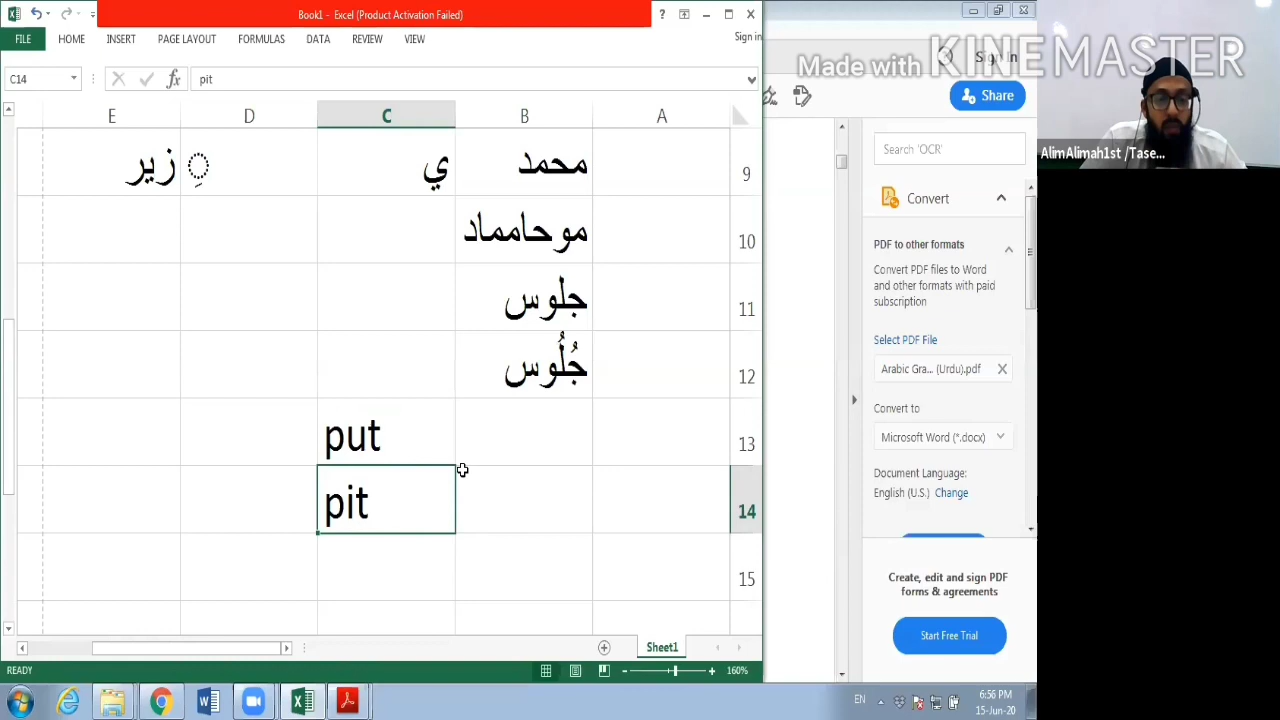 Book1 - Excel (Product Activation Failed)
FILE HOME INSERT PAGE LAYOUT FORMULAS DATA REVIEW VIEW Sign in
C14 fx pit
E D C B A
محمد ي ِ زير 9
موحامماد 10
جلوس 11
جُلُوس 12
put 13
pit 14
15
Sheet1
READY 160%
Sign In
Share
Search 'OCR'
Convert
PDF to other formats
Convert PDF files to Word
and other formats with paid
subscription
Select PDF File
Arabic Gra... (Urdu).pdf
Convert to
Microsoft Word (*.docx)
Document Language:
English (U.S.) Change
Create, edit and sign PDF
forms & agreements
Start Free Trial
Made with KINEMASTER
AlimAlimah1st /Tase...
EN 6:56 PM
15-Jun-20